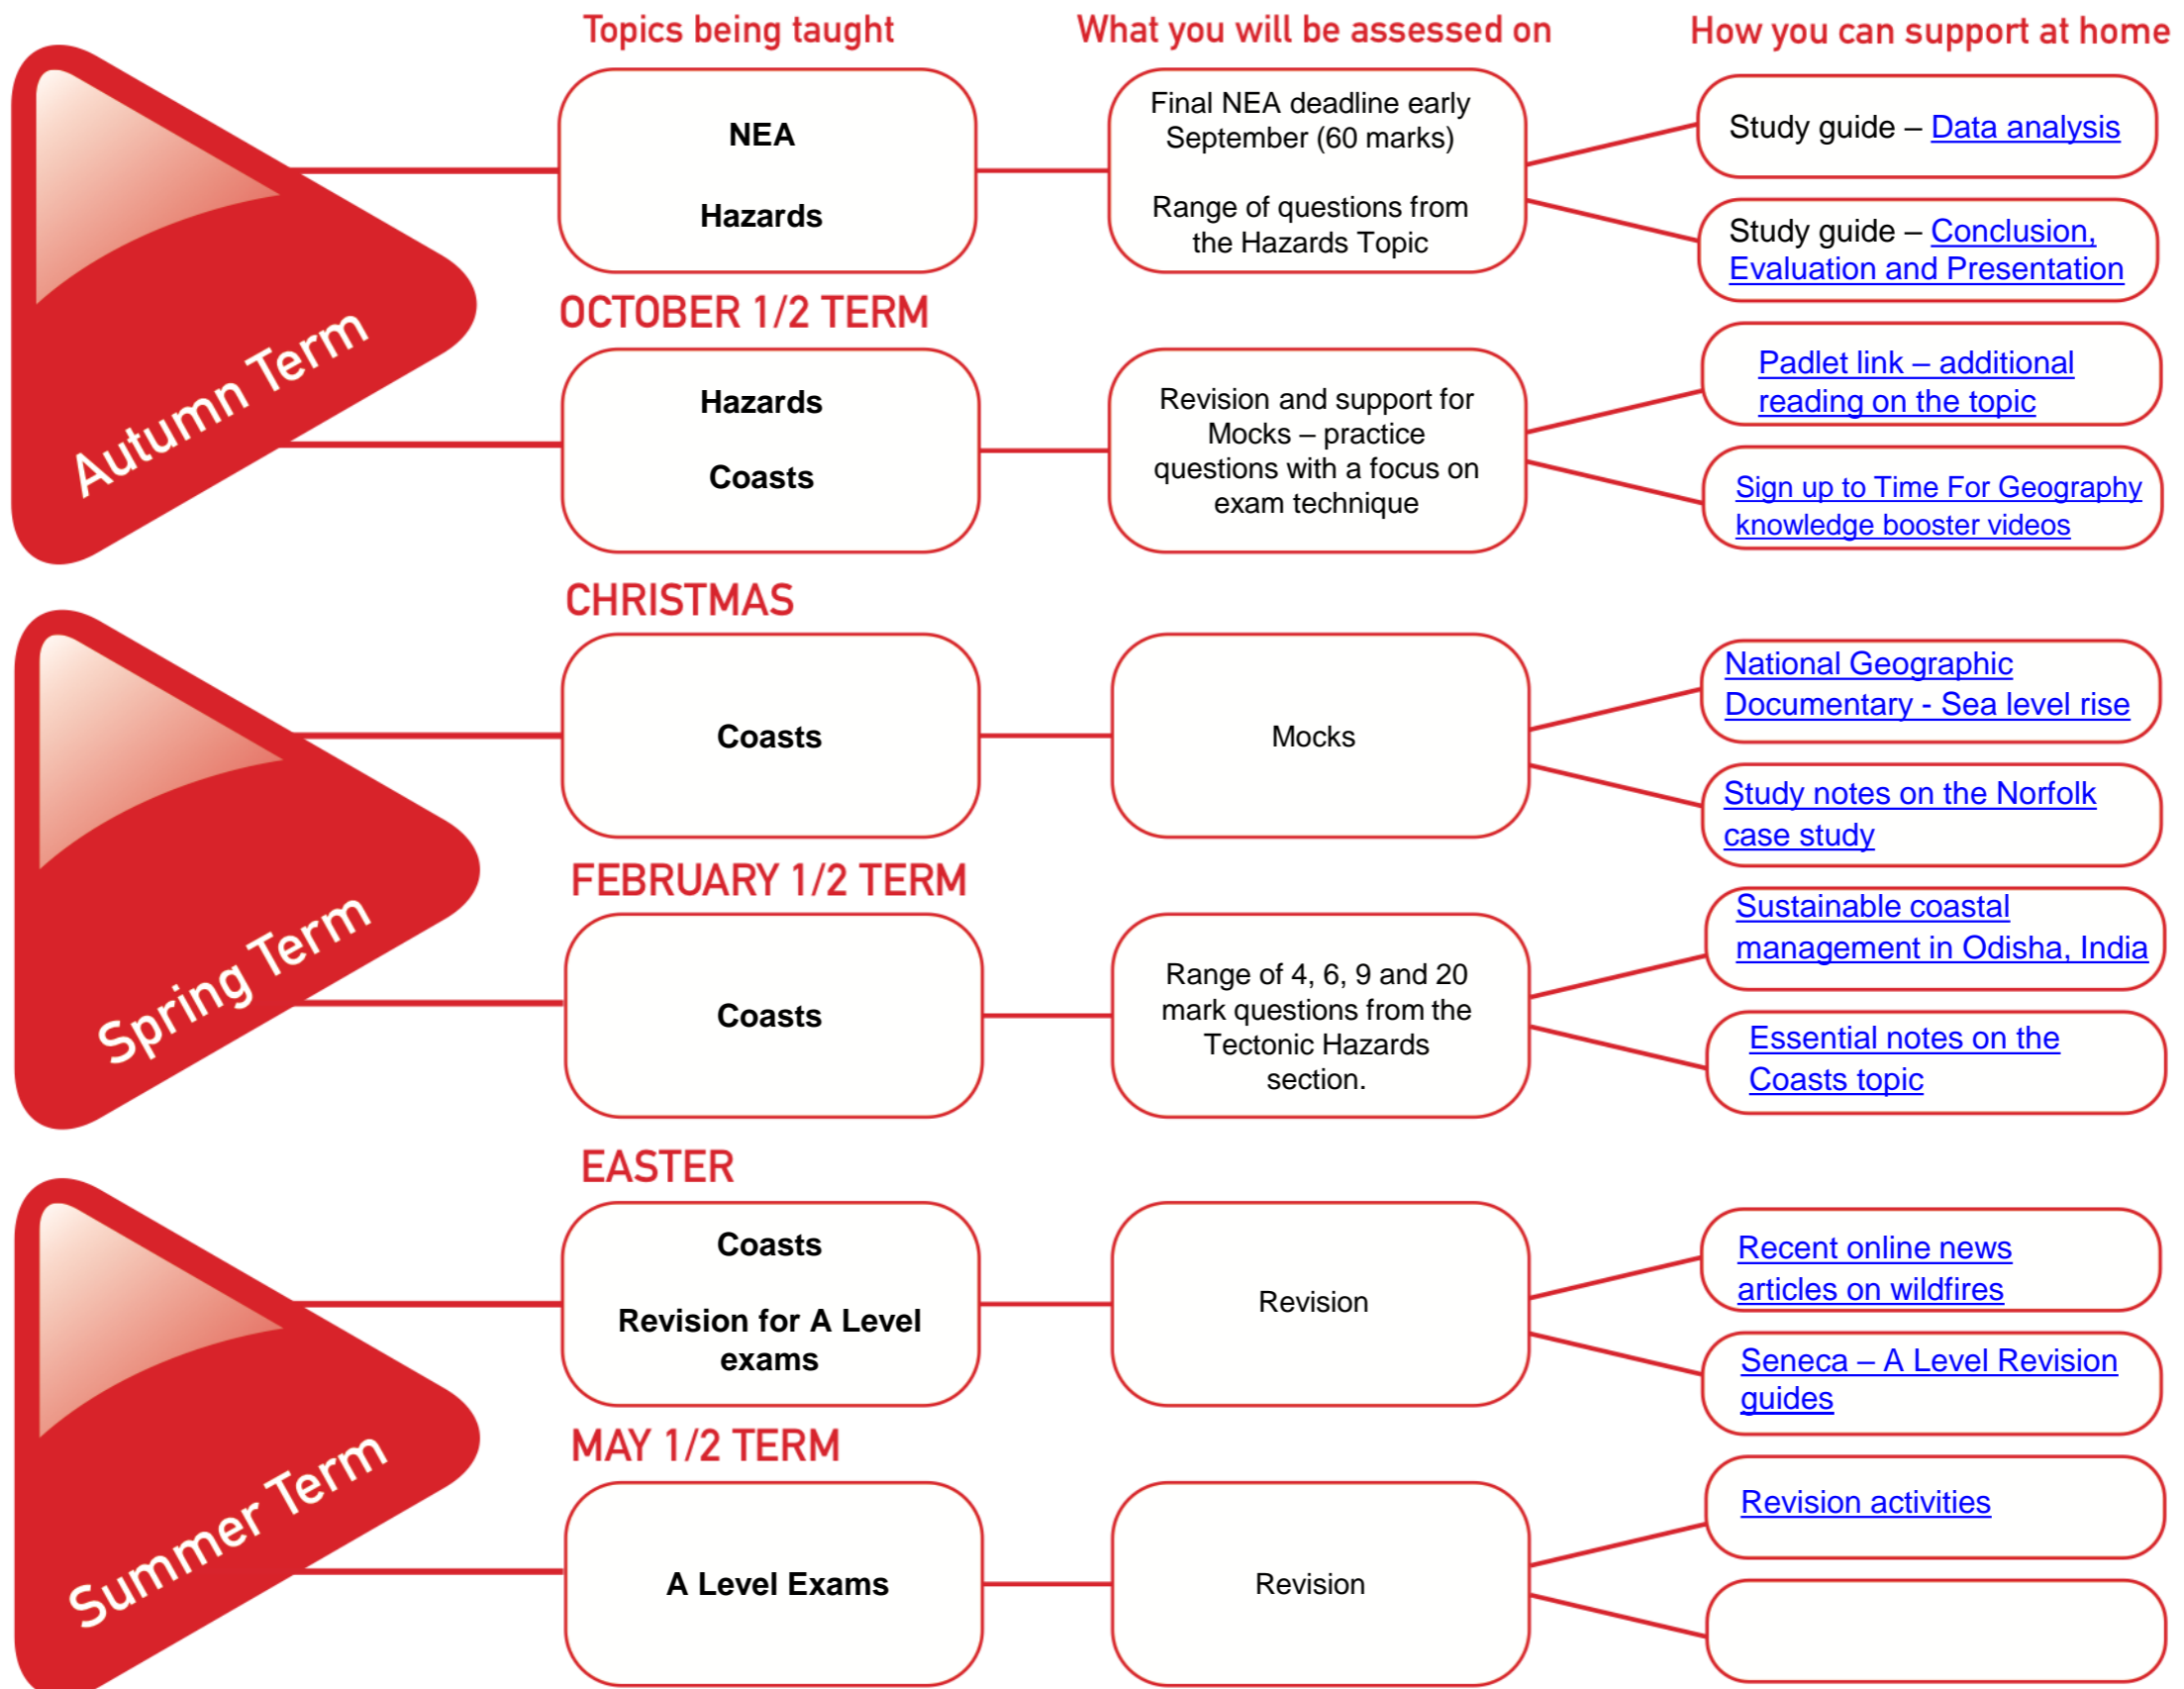 Topics being taught
What you will be assessed on
How you can support at home
Autumn Term
NEA
Hazards
Final NEA deadline early
September (60 marks)
Range of questions from
the Hazards Topic
Study guide – Data analysis
Study guide – Conclusion,
Evaluation and Presentation
OCTOBER 1/2 TERM
Hazards
Coasts
Revision and support for
Mocks – practice
questions with a focus on
exam technique
Padlet link – additional
reading on the topic
Sign up to Time For Geography
knowledge booster videos
CHRISTMAS
Spring Term
Coasts
Mocks
National Geographic
Documentary - Sea level rise
Study notes on the Norfolk
case study
FEBRUARY 1/2 TERM
Coasts
Range of 4, 6, 9 and 20
mark questions from the
Tectonic Hazards
section.
Sustainable coastal
management in Odisha, India
Essential notes on the
Coasts topic
EASTER
Summer Term
Coasts
Revision for A Level
exams
Revision
Recent online news
articles on wildfires
Seneca – A Level Revision
guides
MAY 1/2 TERM
A Level Exams
Revision
Revision activities